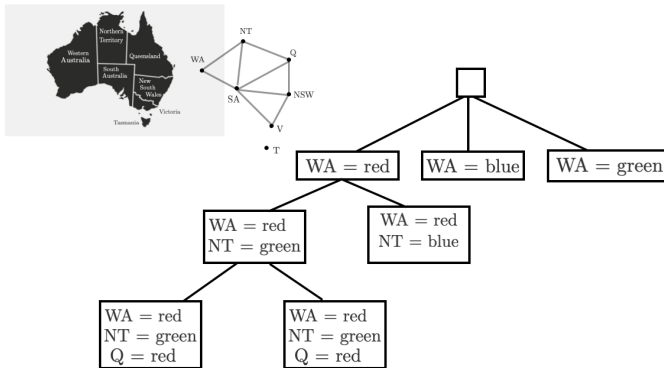 Northern
Territory
Western
Australia
Queensland
South
Australia
New
South
Wales
Victoria
Tasmania
NT
Q
WA
SA
NSW
V
T
WA = red
WA = blue
WA = green
WA = red
NT = green
WA = red
NT = blue
WA = red
NT = green
Q = red
WA = red
NT = green
Q = red